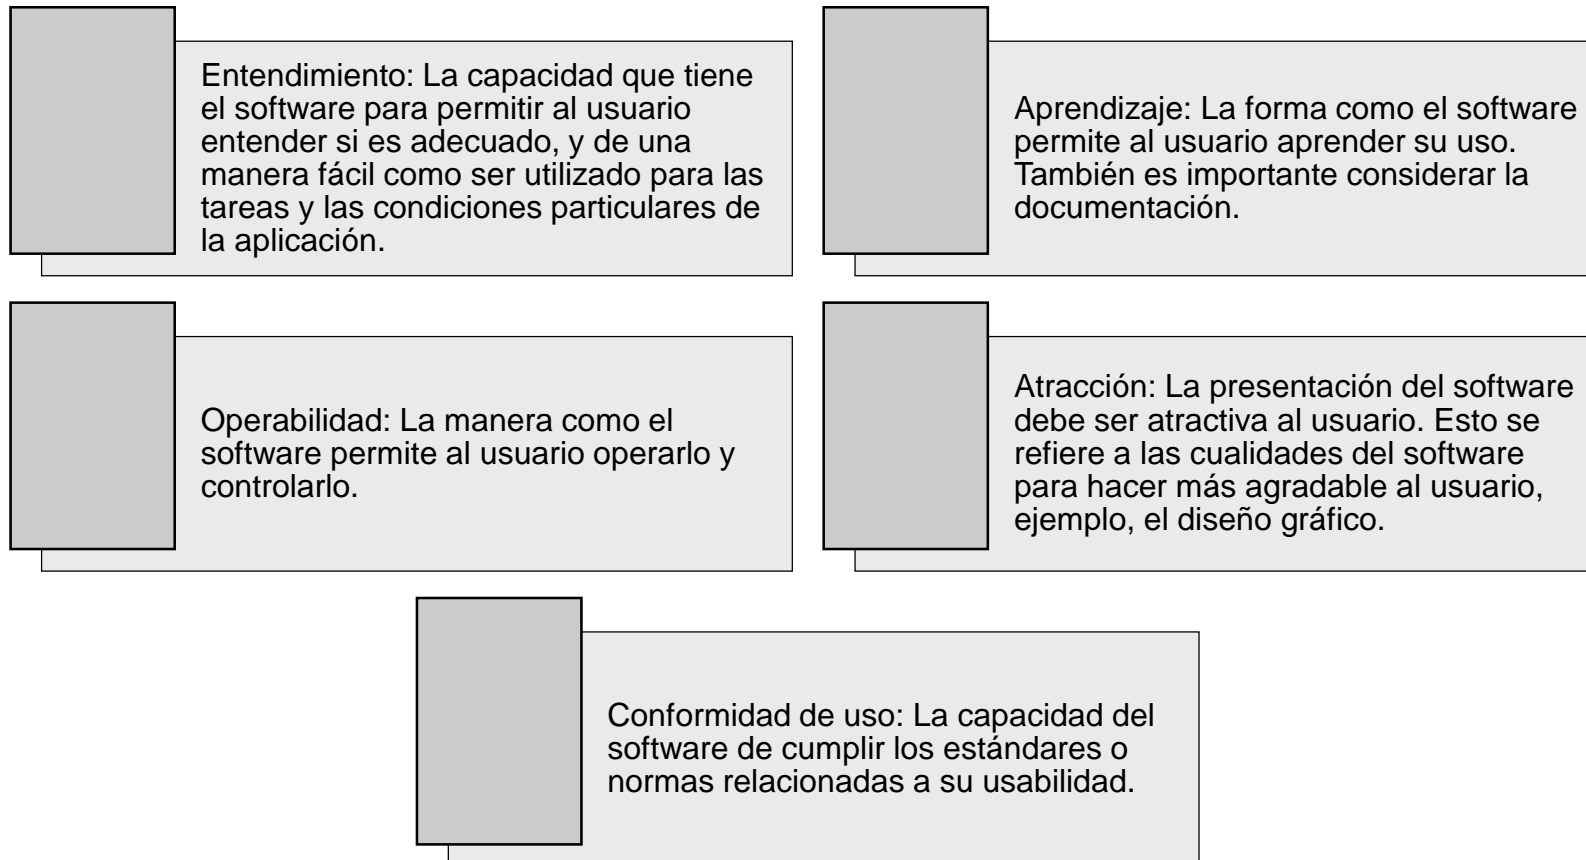 Entendimiento: La capacidad que tiene
el software para permitir al usuario
entender si es adecuado, y de una
manera fácil como ser utilizado para las
tareas y las condiciones particulares de
la aplicación.
Aprendizaje: La forma como el software
permite al usuario aprender su uso.
También es importante considerar la
documentación.
Operabilidad: La manera como el
software permite al usuario operarlo y
controlarlo.
Atracción: La presentación del software
debe ser atractiva al usuario. Esto se
refiere a las cualidades del software
para hacer más agradable al usuario,
ejemplo, el diseño gráfico.
Conformidad de uso: La capacidad del
software de cumplir los estándares o
normas relacionadas a su usabilidad.